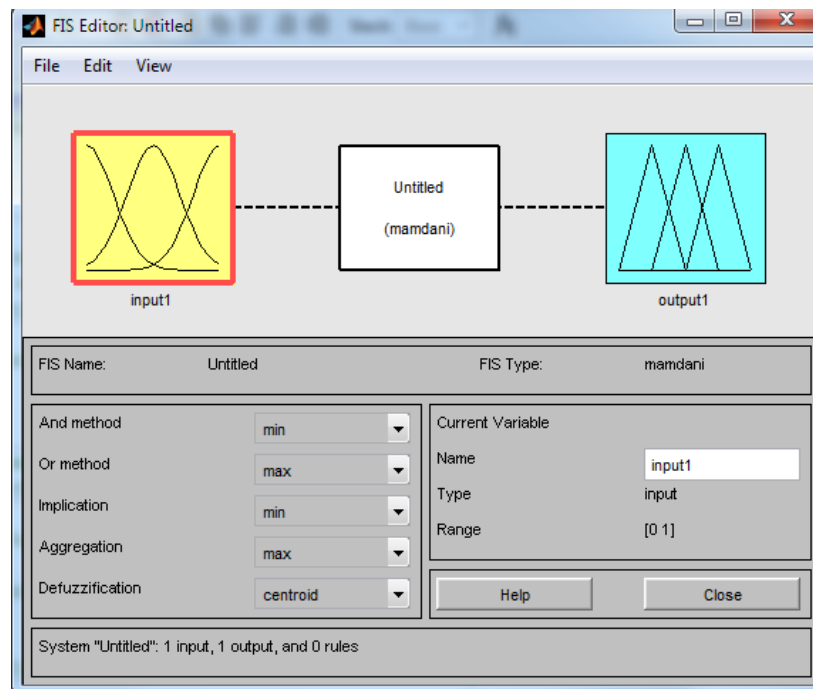 FIS Editor: Untitled
File Edit View
Untitled
(mamdani)
input1
output1
FIS Name: Untitled
FIS Type: mamdani
And method min
Or method max
Implication min
Aggregation max
Defuzzification centroid
Current Variable
Name input1
Type input
Range [0 1]
Help Close
System "Untitled": 1 input, 1 output, and 0 rules